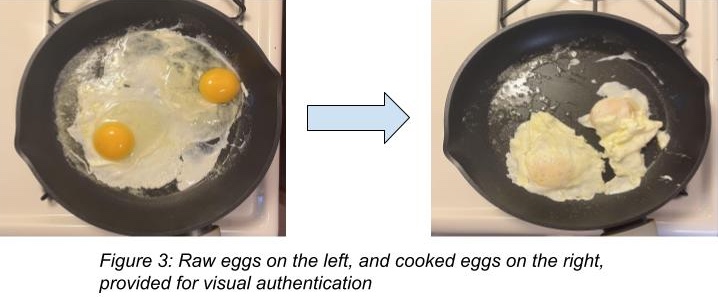 Figure 3: Raw eggs on the left, and cooked eggs on the right,
provided for visual authentication